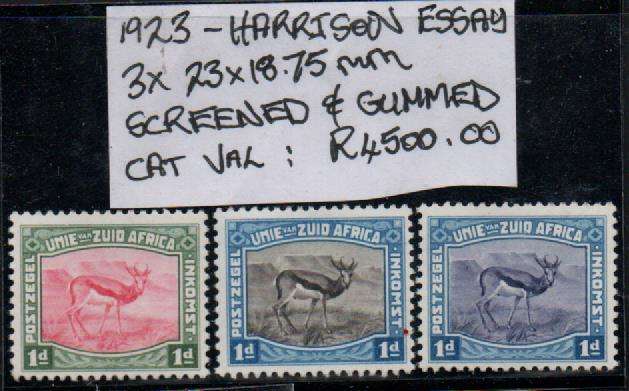 1923 - HARRISON ESSAY
3X 23x18.75 mm
SCREENED & GUMMED
CAT VAL : R4500.00
UNIE VAN ZUID AFRICA
POSTZEGEL
INKOMST
1d 1d
UNIE VAN ZUID AFRICA
POSTZEGEL
INKOMST
1d 1d
UNIE VAN ZUID AFRICA
POSTZEGEL
INKOMST
1d 1d